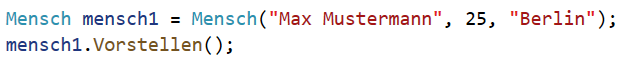 Mensch mensch1 = Mensch("Max Mustermann", 25, "Berlin");
mensch1.Vorstellen();